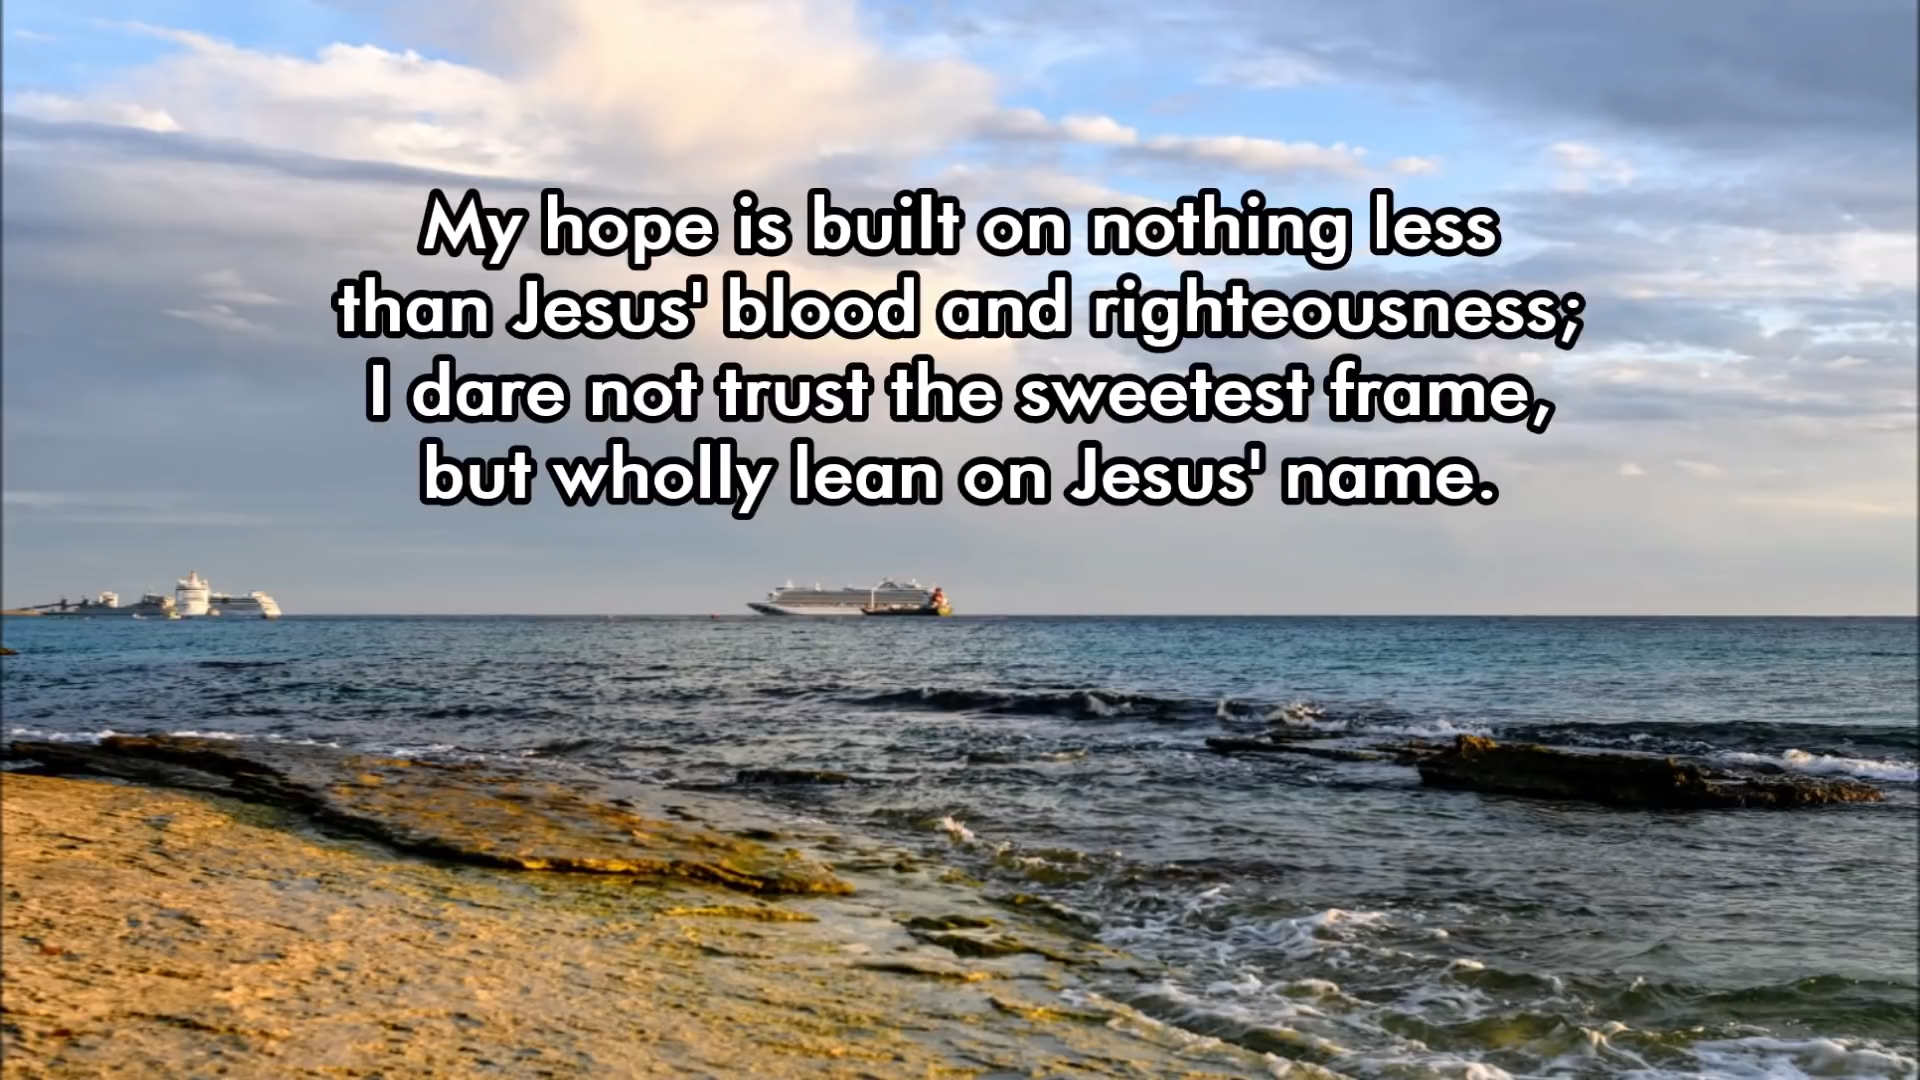 My hope is built on nothing less
than Jesus' blood and righteousness;
I dare not trust the sweetest frame,
but wholly lean on Jesus' name.